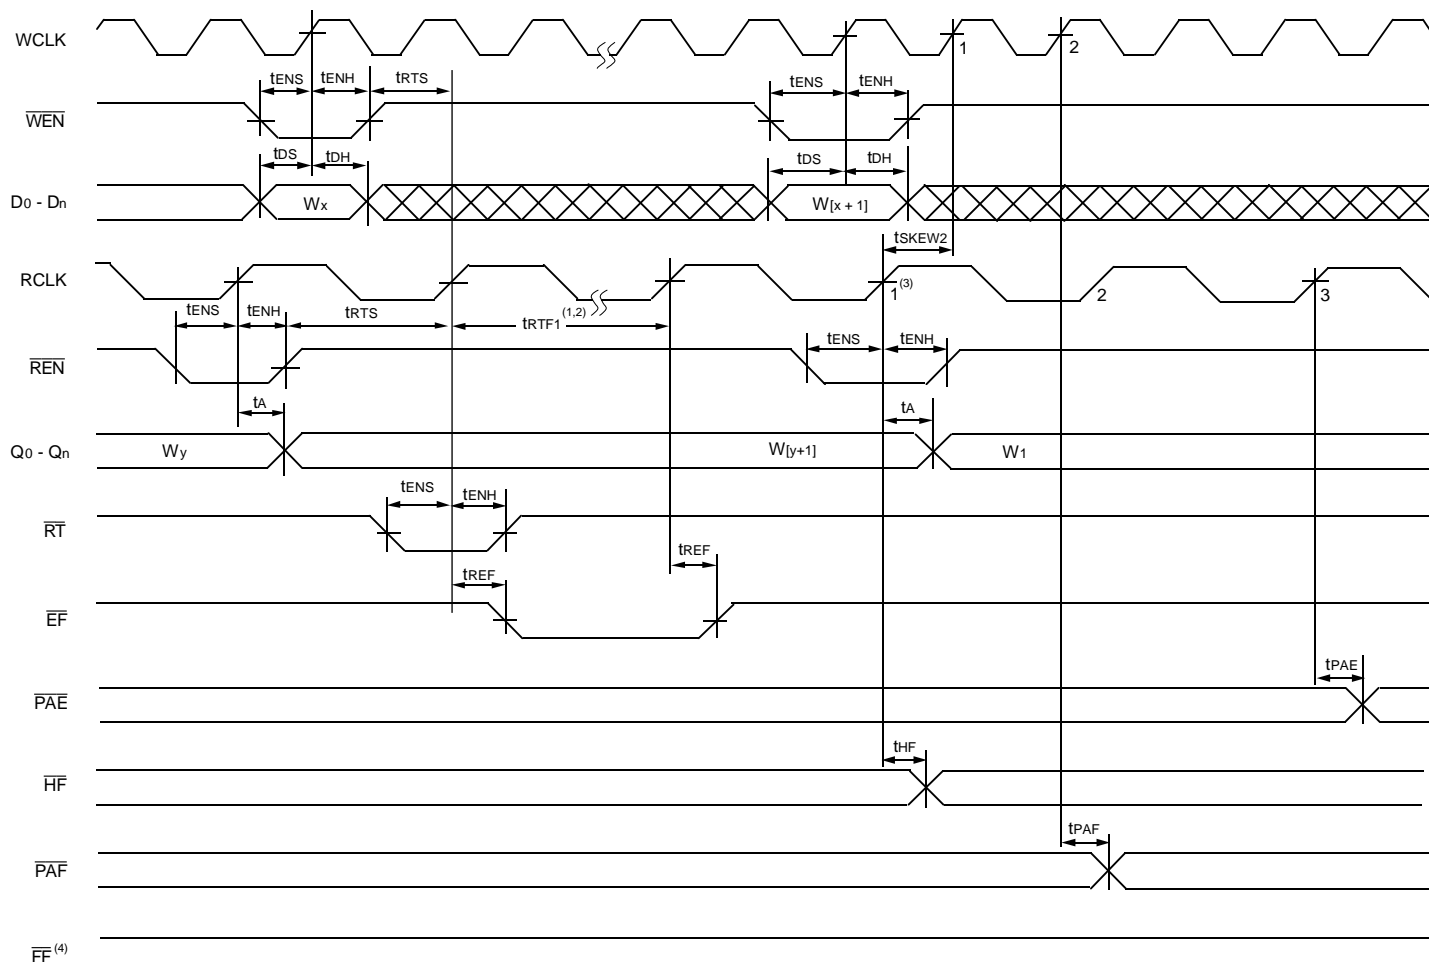 WCLK
1 2
tENS tENH tRTS tENS tENH
WEN
tDS tDH tDS tDH
D0 - Dn Wx W[x + 1]
tSKEW2
RCLK 1(3) 2 3
tENS tENH tRTS tRTF1(1,2)
REN tENS tENH
tA tA
Q0 - Qn Wy W[y+1] W1
tENS tENH
RT
tREF tREF
EF
tPAE
PAE
tHF
HF
tPAF
PAF